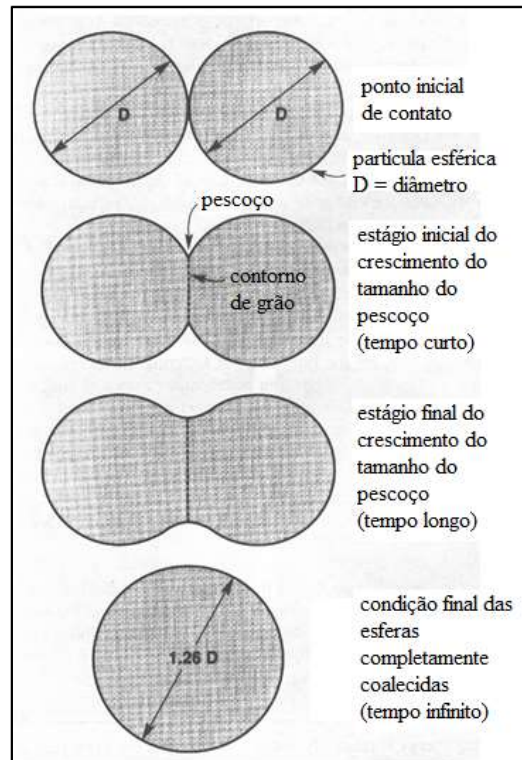 D
D
ponto inicial
de contato
partícula esférica
D = diâmetro
pescoço
contorno
de grão
estágio inicial do
crescimento do
tamanho do
pescoço
(tempo curto)
estágio final do
crescimento do
tamanho do
pescoço
(tempo longo)
1.26 D
condição final das
esferas
completamente
coalecidas
(tempo infinito)